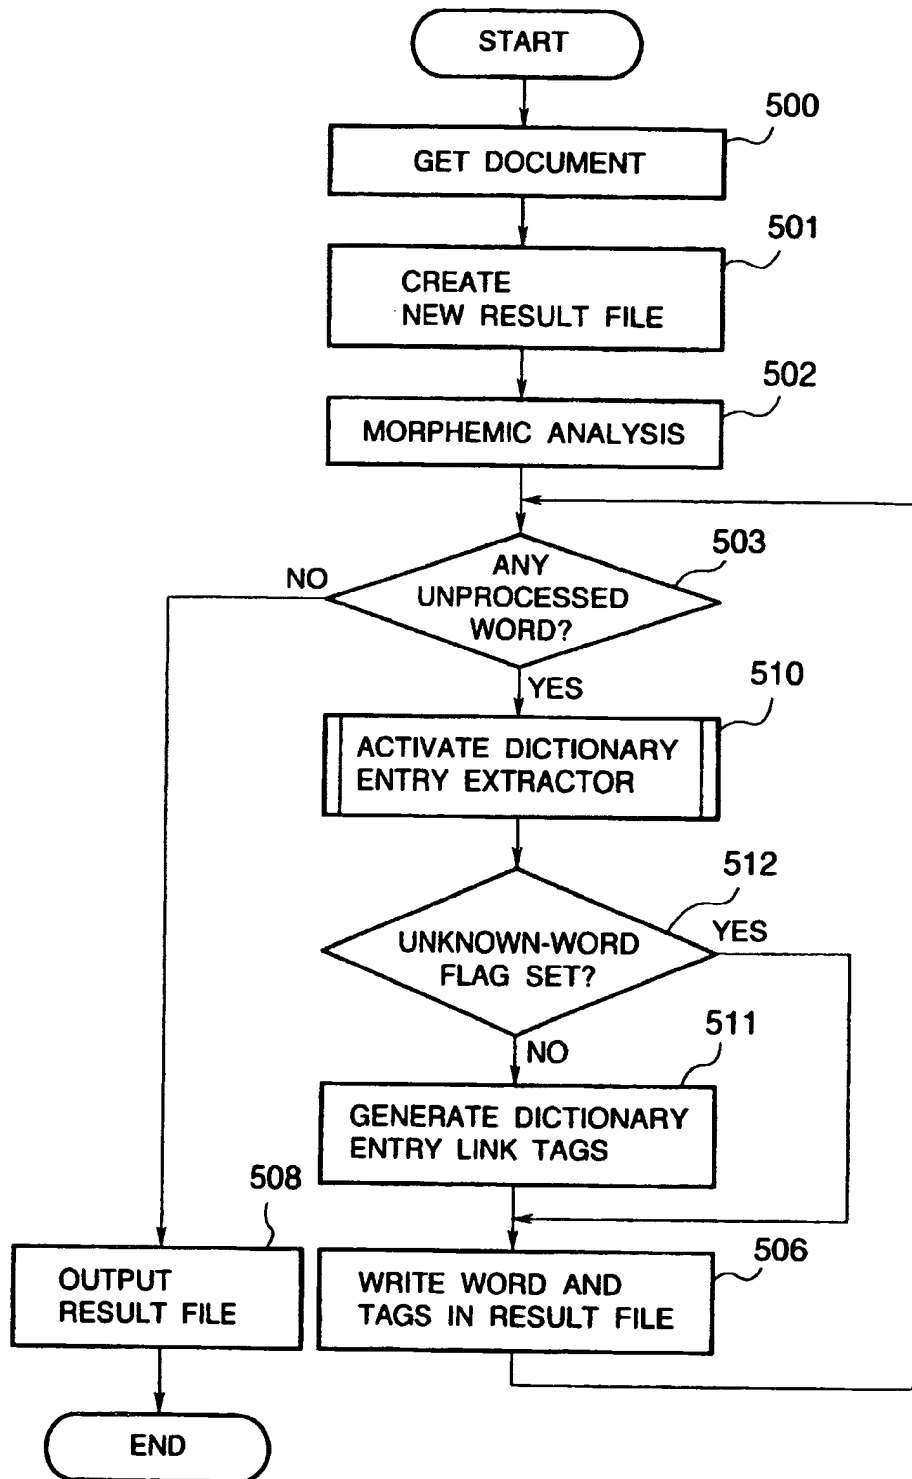 START
500
GET DOCUMENT
501
CREATE
NEW RESULT FILE
502
MORPHEMIC ANALYSIS
503
ANY
UNPROCESSED
WORD?
NO
YES
510
ACTIVATE DICTIONARY
ENTRY EXTRACTOR
512
UNKNOWN-WORD
FLAG SET?
YES
NO
511
GENERATE DICTIONARY
ENTRY LINK TAGS
508
OUTPUT
RESULT FILE
506
WRITE WORD AND
TAGS IN RESULT FILE
END